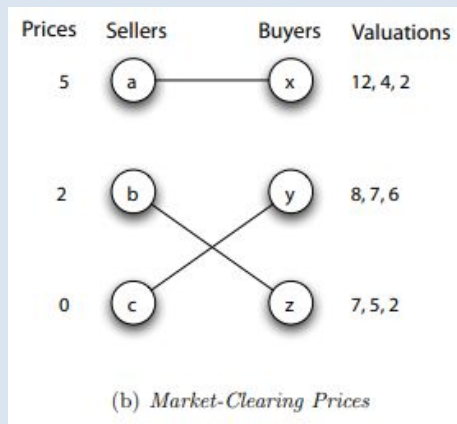 Prices Sellers Buyers Valuations
5 a x 12, 4, 2
2 b y 8, 7, 6
0 c z 7, 5, 2
(b) Market-Clearing Prices